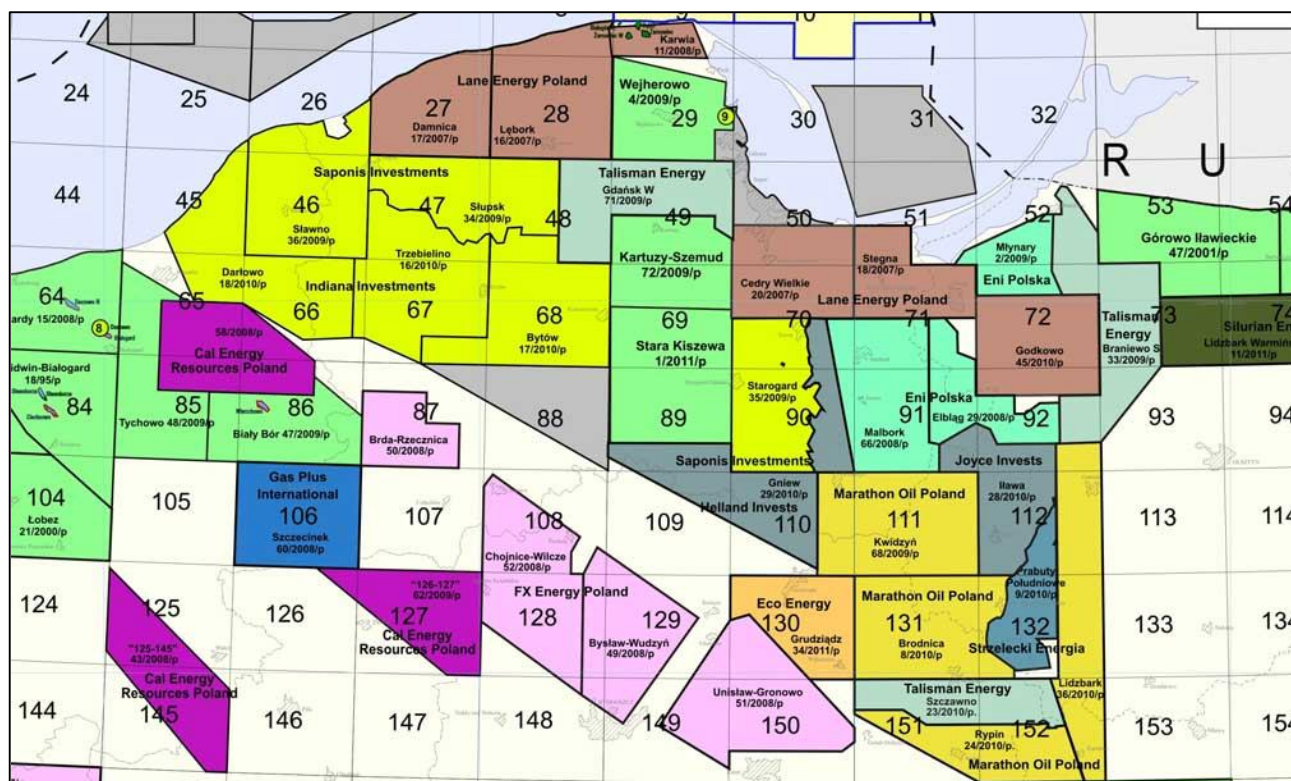 9
10
Karwia
11/2008/p
24
25
26
Lane Energy Poland
27
Damnica
17/2007/p
28
Lębork
16/2007/p
Wejherowo
4/2009/p
29
9
30
31
32
R U
44
45
Saponis Investments
46
Sławno
36/2009/p
47
Słupsk
34/2009/p
48
Talisman Energy
Gdańsk W
71/2009/p
49
50
51
52
53
54
Młynary
2/2009/p
Eni Polska
Górowo Iławieckie
47/2001/p
Trzebielino
16/2010/p
Darłowo
18/2010/p
Indiana Investments
Kartuzy-Szemud
72/2009/p
Cedry Wielkie
20/2007/p
Stegna
18/2007/p
Lane Energy Poland
64
ardy 15/2008/p
8
65
58/2008/p
Cal Energy
Resources Poland
66
67
68
Bytów
17/2010/p
69
Stara Kiszewa
1/2011/p
70
71
72
Godkowo
45/2010/p
Talisman
Energy
Braniewo S
33/2009/p
73
74
Silurian En
Lidzbark Warmińs
11/2011/p
idwin-Białogard
18/95/p
84
85
Tychowo 48/2009/p
86
Biały Bór 47/2009/p
87
Brda-Rzecznica
50/2008/p
88
89
Starogard
35/2009/p
90
91
Malbork
66/2008/p
Eni Polska
Elbląg 29/2008/p
92
93
94
104
Łobez
21/2000/p
105
Gas Plus
International
106
Szczecinek
60/2008/p
107
108
Chojnice-Wilcze
52/2008/p
109
Saponis Investments
Gniew
29/2010/p
Helland Invests
110
Marathon Oil Poland
111
Kwidzyń
68/2009/p
Joyce Invests
Iława
28/2010/p
112
113
114
124
125
"125-145"
43/2008/p
Cal Energy
Resources Poland
126
"126-127"
62/2009/p
127
Cal Energy
Resources Poland
FX Energy Poland
128
129
Bysław-Wudzyń
49/2008/p
Eco Energy
130
Grudziądz
34/2011/p
Marathon Oil Poland
131
Brodnica
8/2010/p
Prabuty
Południowe
9/2010/p
132
Strzelecki Energia
133
134
144
145
146
147
148
149
Unisław-Gronowo
51/2008/p
150
Talisman Energy
Szczawno
23/2010/p.
151
152
Rypin
24/2010/p.
Marathon Oil Poland
Lidzbark
36/2010/p
153
154